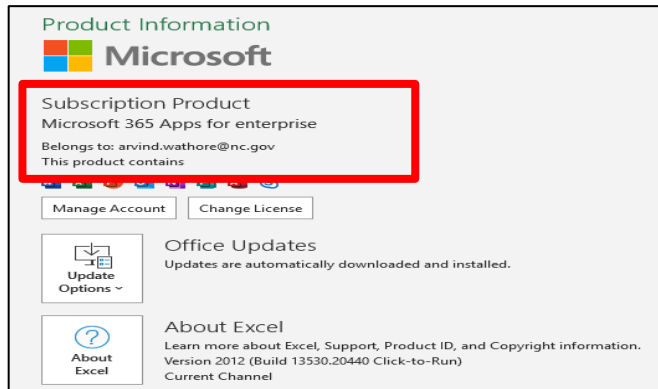 Product Information
Microsoft
Subscription Product
Microsoft 365 Apps for enterprise
Belongs to: arvind.wathore@nc.gov
This product contains
Manage Account
Change License
Update
Options
Office Updates
Updates are automatically downloaded and installed.
About
Excel
About Excel
Learn more about Excel, Support, Product ID, and Copyright information.
Version 2012 (Build 13530.20440 Click-to-Run)
Current Channel